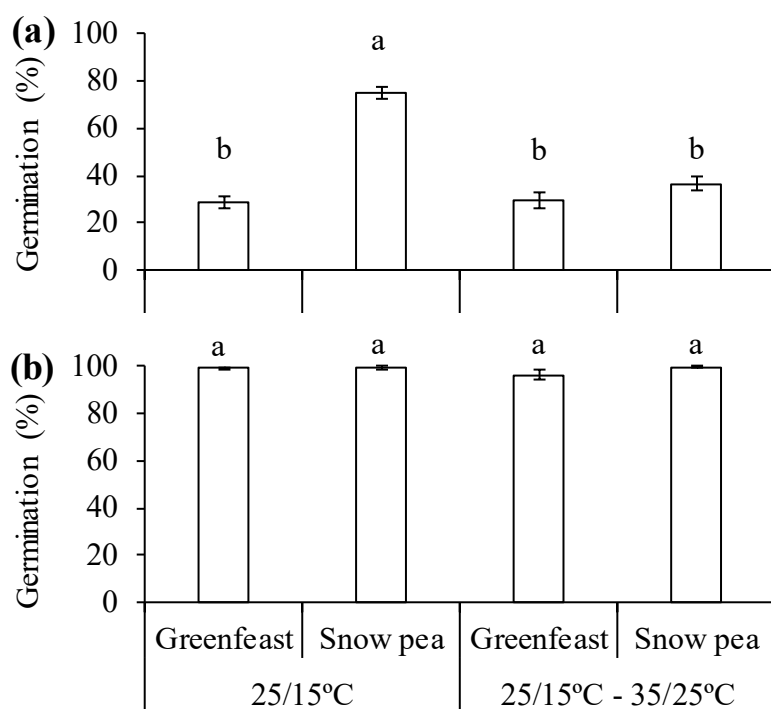 (a)
Germination (%)
100
80
60
40
20
0
b
a
b
b
(b)
Germination (%)
100
80
60
40
20
0
a
a
a
a
Greenfeast
Snow pea
Greenfeast
Snow pea
25/15ºC
25/15ºC - 35/25ºC